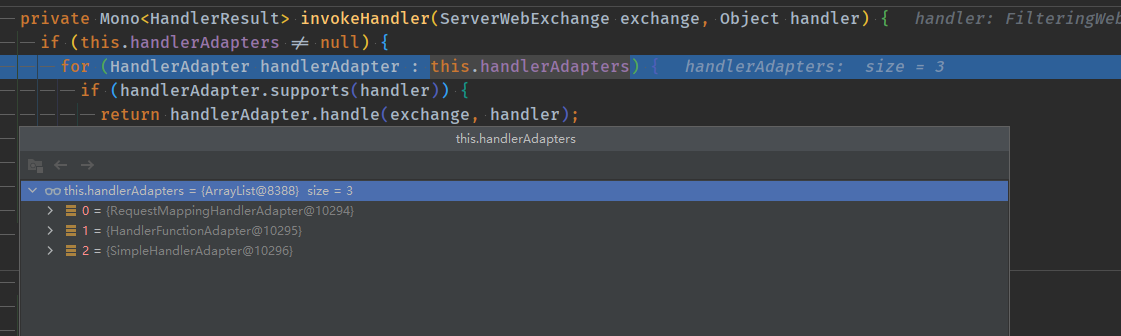 private Mono<HandlerResult> invokeHandler(ServerWebExchange exchange, Object handler) { handler: FilteringWeb
if (this.handlerAdapters ≠ null) {
for (HandlerAdapter handlerAdapter : this.handlerAdapters) { handlerAdapters: size = 3
if (handlerAdapter.supports(handler)) {
return handlerAdapter.handle(exchange, handler);
this.handlerAdapters
this.handlerAdapters = {ArrayList@8388} size = 3
0 = {RequestMappingHandlerAdapter@10294}
1 = {HandlerFunctionAdapter@10295}
2 = {SimpleHandlerAdapter@10296}